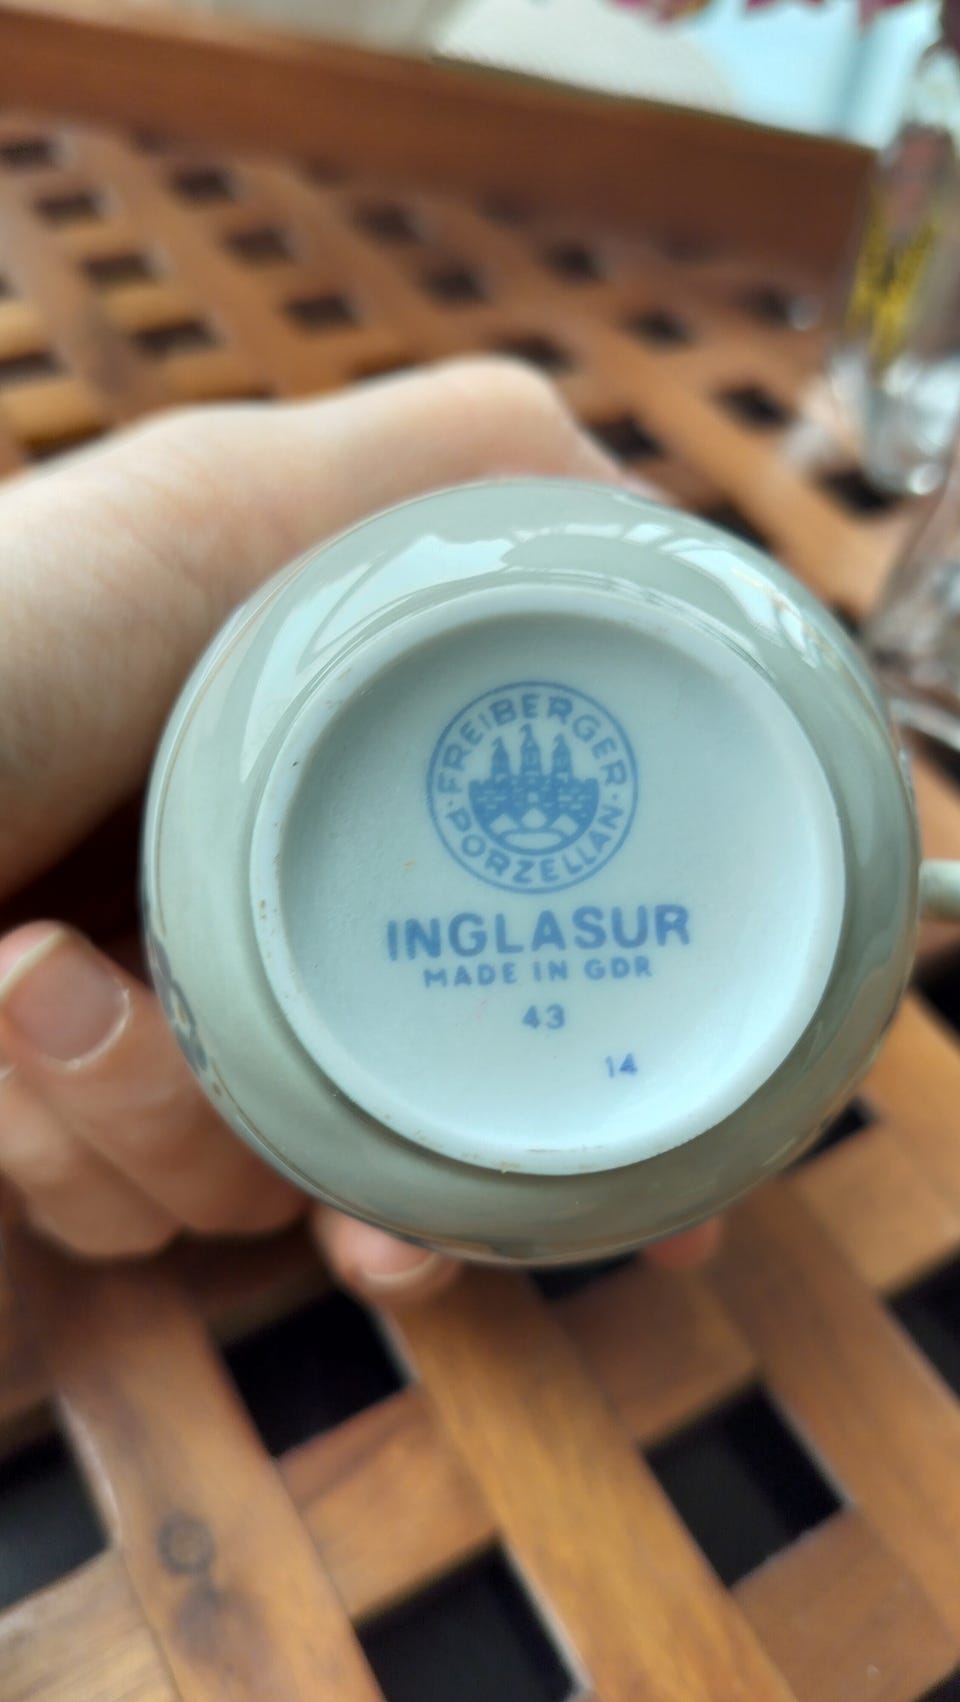 FREIBERGER
· PORZELLAN ·
INGLASUR
MADE IN GDR
43
14